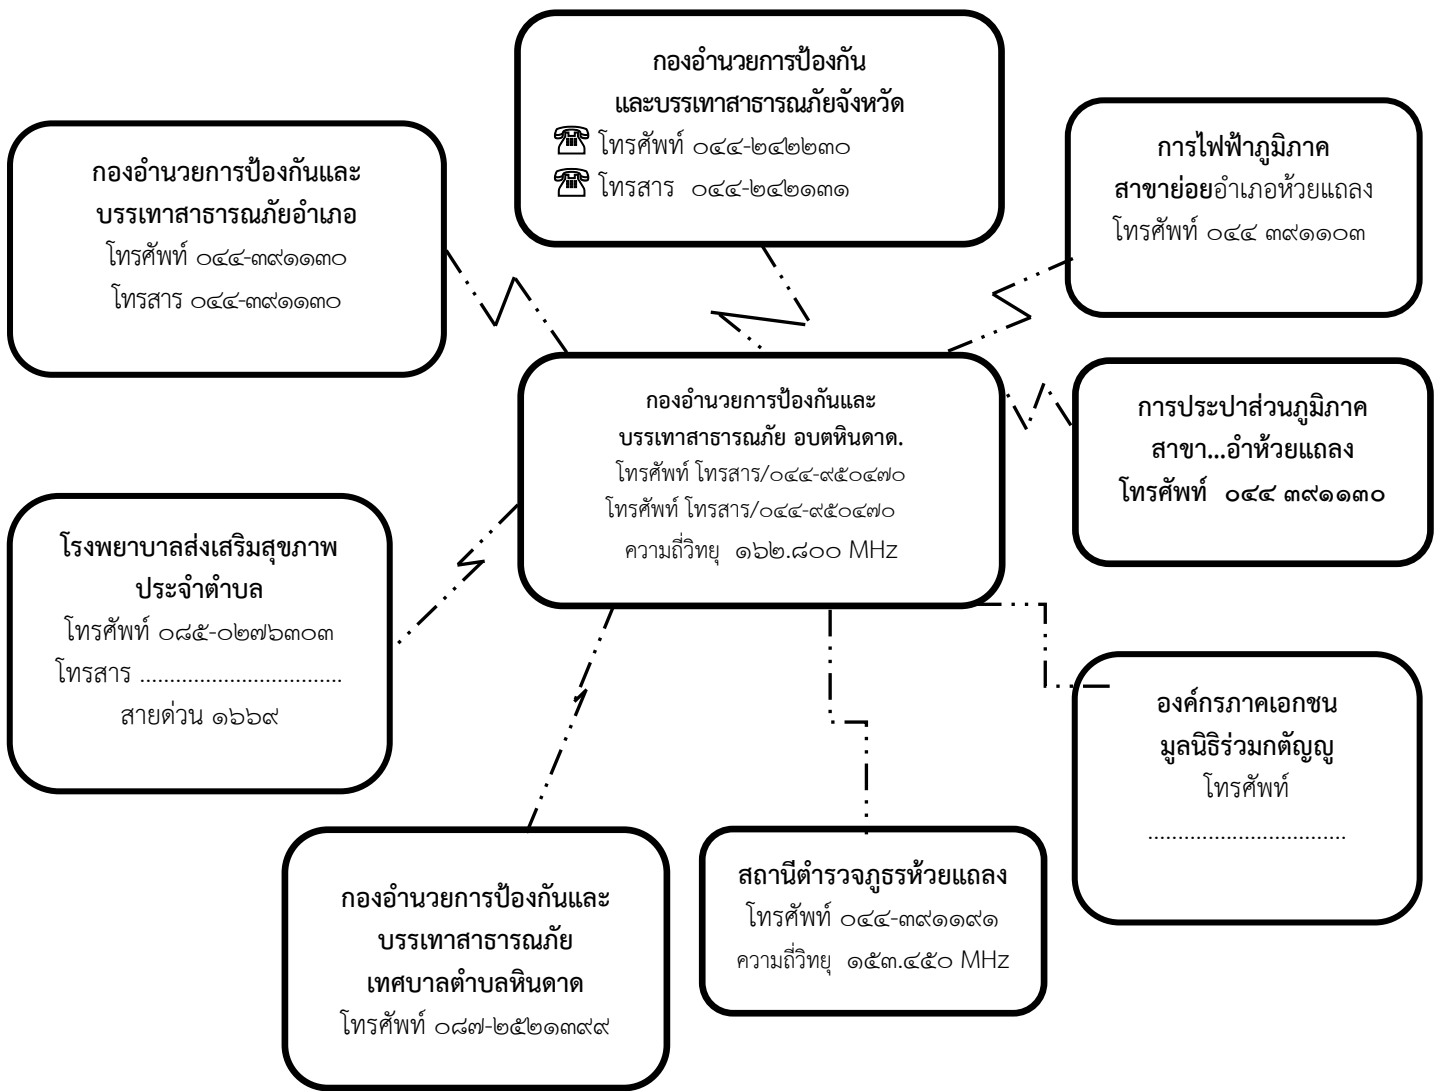 กองอำนวยการป้องกัน
และบรรเทาสาธารณภัยจังหวัด
โทรศัพท์ ๐๔๔-๒๔๒๒๓๐
โทรสาร ๐๔๔-๒๔๒๑๓๑
กองอำนวยการป้องกันและ
บรรเทาสาธารณภัยอำเภอ
โทรศัพท์ ๐๔๔-๓๙๑๑๓๐
โทรสาร ๐๔๔-๓๙๑๑๓๐
การไฟฟ้าภูมิภาค
สาขาย่อยอำเภอห้วยแถลง
โทรศัพท์ ๐๔๔ ๓๙๑๑๐๓
กองอำนวยการป้องกันและ
บรรเทาสาธารณภัย อบตหินดาด.
โทรศัพท์ โทรสาร/๐๔๔-๙๕๐๔๗๐
โทรศัพท์ โทรสาร/๐๔๔-๙๕๐๔๗๐
ความถี่วิทยุ ๑๖๒.๘๐๐ MHz
การประปาส่วนภูมิภาค
สาขา...อำห้วยแถลง
โทรศัพท์ ๐๔๔ ๓๙๑๑๓๐
โรงพยาบาลส่งเสริมสุขภาพ
ประจำตำบล
โทรศัพท์ ๐๘๕-๐๒๗๖๓๐๓
โทรสาร ..................................
สายด่วน ๑๖๖๙
องค์กรภาคเอกชน
มูลนิธิร่วมกตัญญู
โทรศัพท์
.................................
กองอำนวยการป้องกันและ
บรรเทาสาธารณภัย
เทศบาลตำบลหินดาด
โทรศัพท์ ๐๘๗-๒๕๒๑๓๙๙
สถานีตำรวจภูธรห้วยแถลง
โทรศัพท์ ๐๔๔-๓๙๑๑๙๑
ความถี่วิทยุ ๑๕๓.๔๕๐ MHz